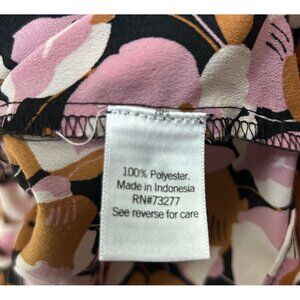 100% Polyester.
Made in Indonesia
RN#73277
See reverse for care